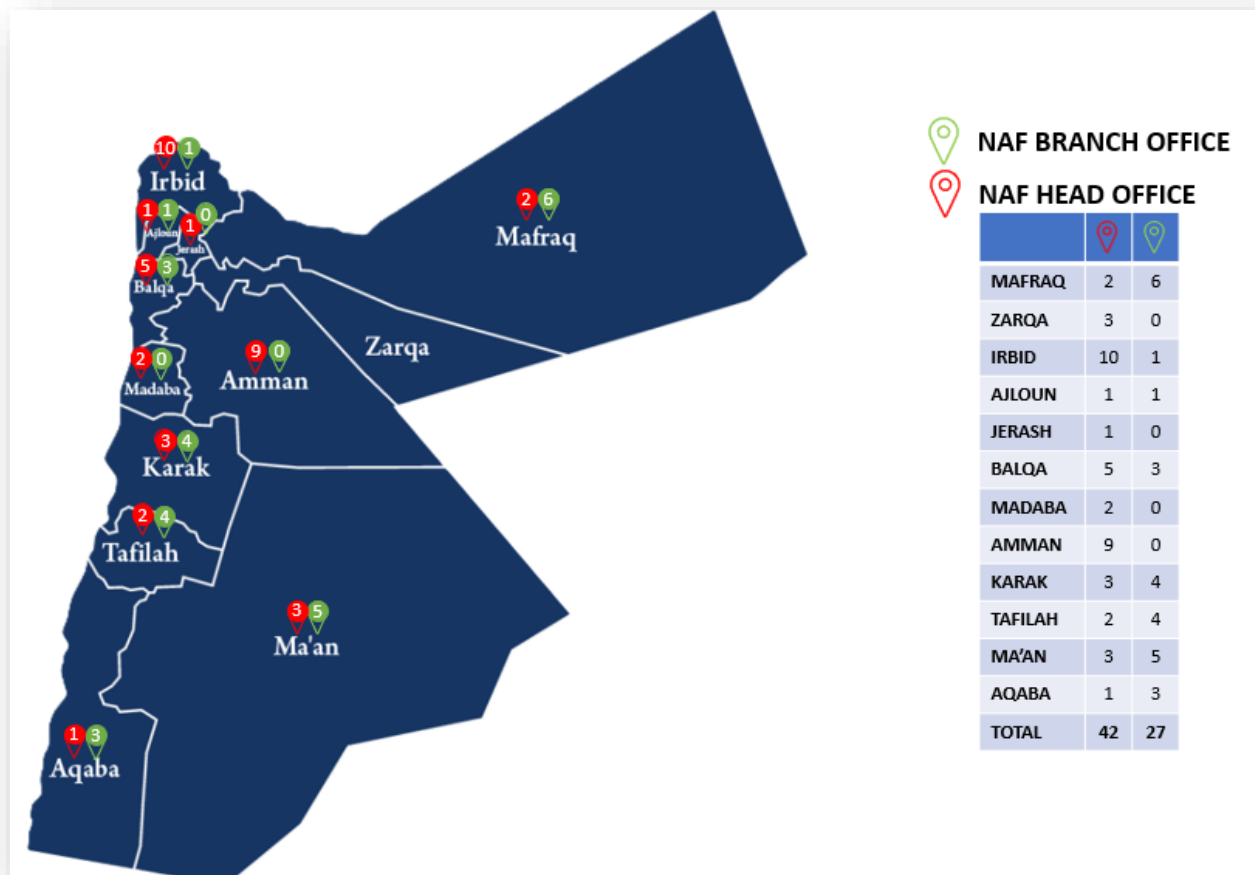 10 1
Irbid
1 1
Ajloun
1 0
Jerash
5 3
Balqa
2 6
Mafraq
Zarqa
2 0
Madaba
9 0
Amman
3 4
Karak
2 4
Tafilah
3 5
Ma'an
1 3
Aqaba
NAF BRANCH OFFICE
NAF HEAD OFFICE
MAFRAQ 2 6
ZARQA 3 0
IRBID 10 1
AJLOUN 1 1
JERASH 1 0
BALQA 5 3
MADABA 2 0
AMMAN 9 0
KARAK 3 4
TAFILAH 2 4
MA’AN 3 5
AQABA 1 3
TOTAL 42 27